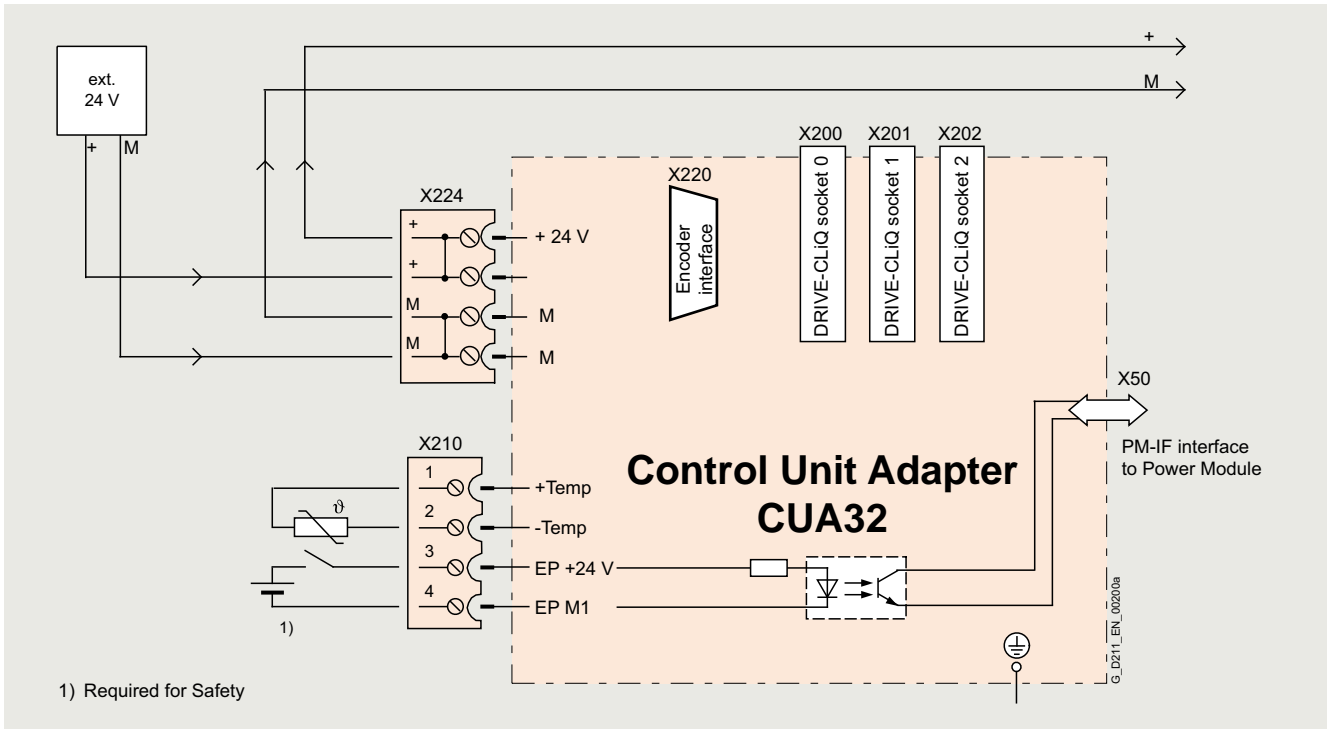 +
M
ext.
24 V
+
M
X200
X201
X202
DRIVE-CLiQ socket 0
DRIVE-CLiQ socket 1
DRIVE-CLiQ socket 2
X220
Encoder
interface
X224
+
+ 24 V
+
M
M
M
M
X50
PM-IF interface
to Power Module
X210
1
+Temp
ϑ
2
-Temp
3
EP +24 V
4
EP M1
Control Unit Adapter
CUA32
1)
G_D211_EN_00200a
1) Required for Safety